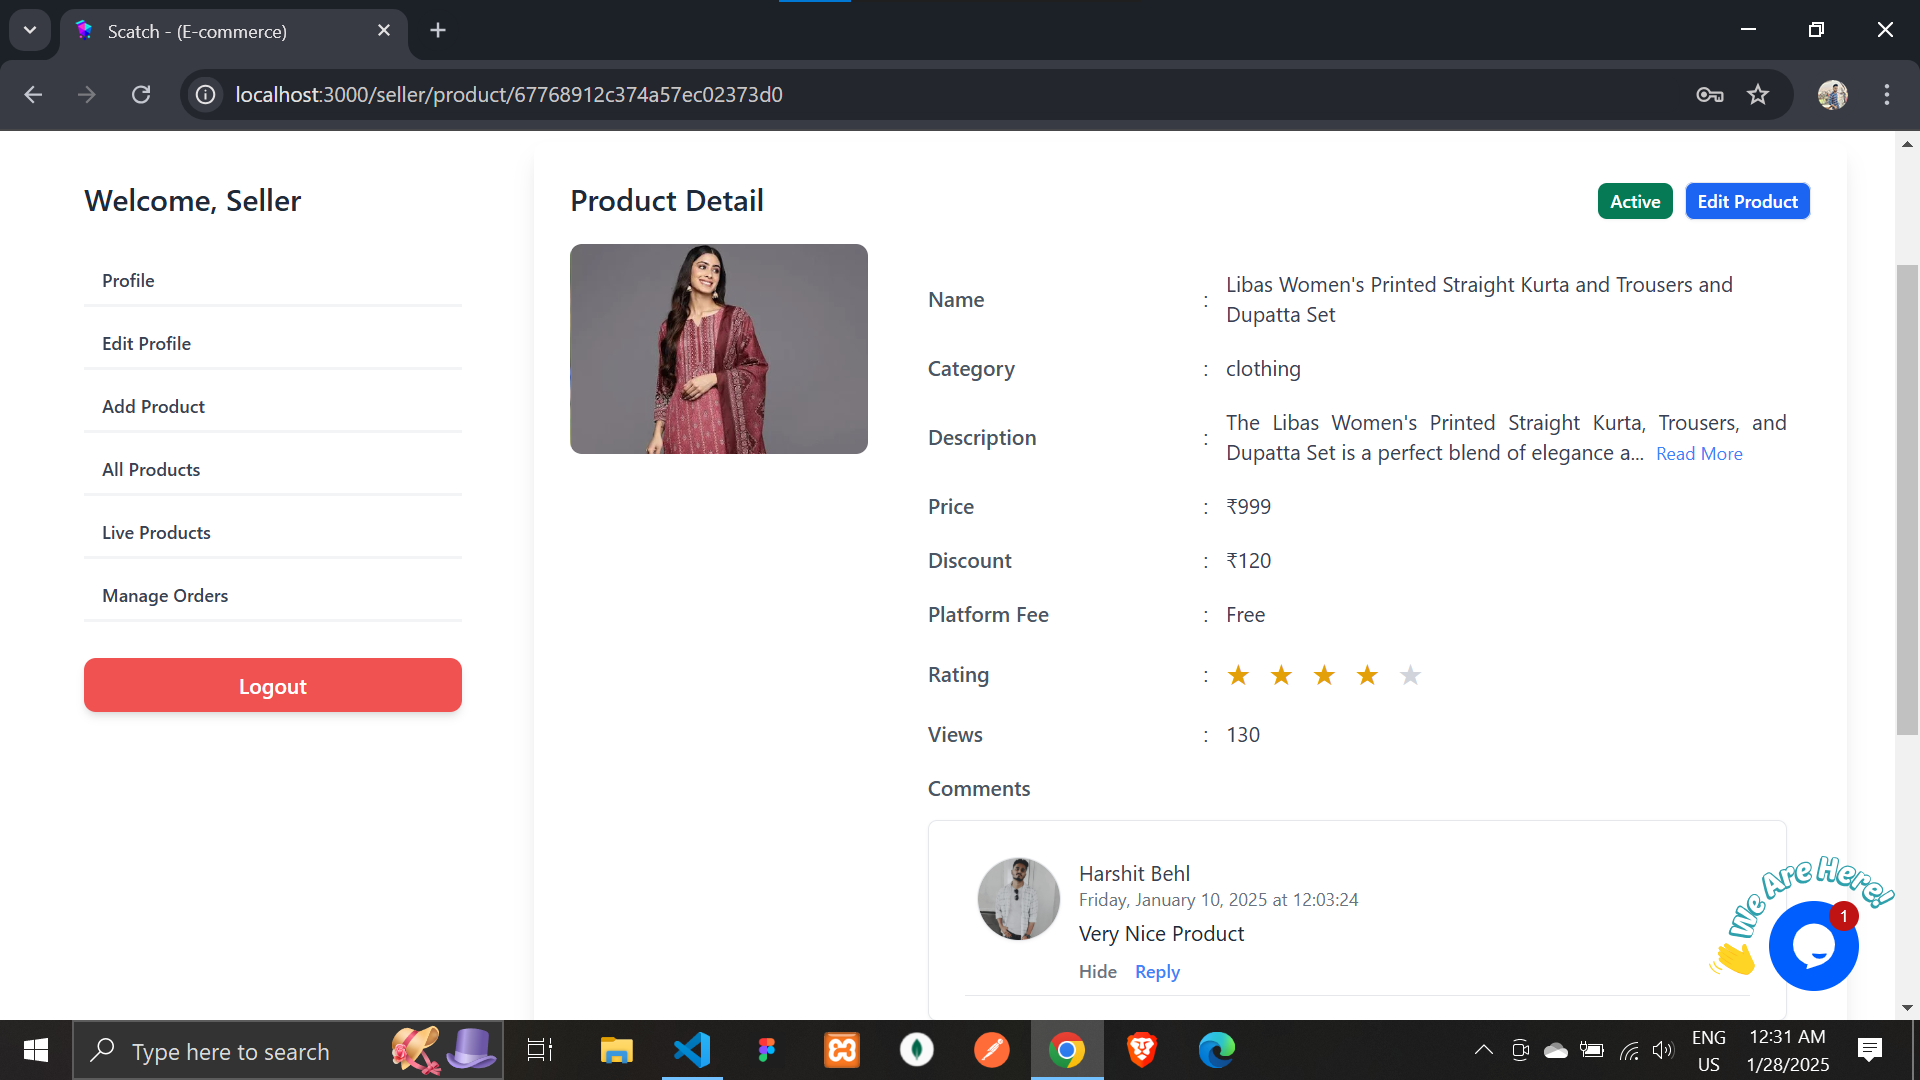 Scatch - (E-commerce)
localhost:3000/seller/product/67768912c374a57ec02373d0
Welcome, Seller
Profile
Edit Profile
Add Product
All Products
Live Products
Manage Orders
Logout
Product Detail
Active
Edit Product
Name : Libas Women's Printed Straight Kurta and Trousers and
Dupatta Set
Category : clothing
Description : The Libas Women's Printed Straight Kurta, Trousers, and
Dupatta Set is a perfect blend of elegance a... Read More
Price : ₹999
Discount : ₹120
Platform Fee : Free
Rating : ★ ★ ★ ★ ★
Views : 130
Comments
Harshit Behl
Friday, January 10, 2025 at 12:03:24
Very Nice Product
Hide Reply
We Are Here!
1
Type here to search
ENG
US
12:31 AM
1/28/2025